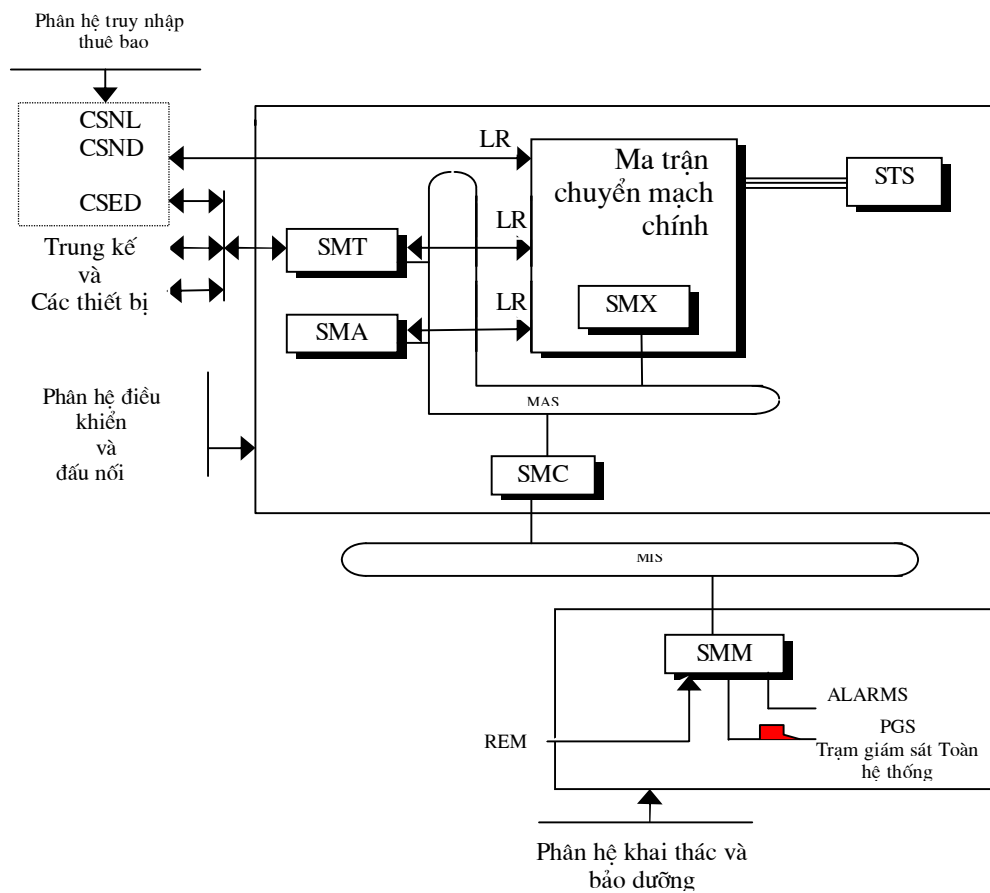 Phân hệ truy nhập
thuê bao
CSNL
CSND
CSED
Trung kế
và
Các thiết bị
LR
LR
LR
SMT
SMA
Ma trận
chuyển mạch
chính
SMX
STS
MAS
Phân hệ điều
khiển
và
đấu nối
SMC
MIS
SMM
ALARMS
REM
PGS
Trạm giám sát Toàn
hệ thống
Phân hệ khai thác và
bảo dưỡng